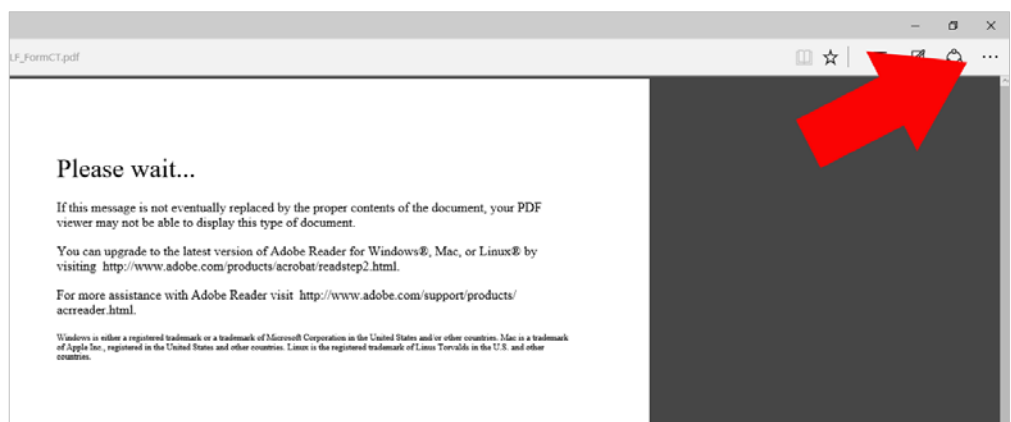 LF_FormCT.pdf
Please wait...
If this message is not eventually replaced by the proper contents of the document, your PDF
viewer may not be able to display this type of document.
You can upgrade to the latest version of Adobe Reader for Windows®, Mac, or Linux® by
visiting http://www.adobe.com/products/acrobat/readstep2.html.
For more assistance with Adobe Reader visit http://www.adobe.com/support/products/
acrreader.html.
Windows is either a registered trademark or a trademark of Microsoft Corporation in the United States and/or other countries. Mac is a trademark
of Apple Inc., registered in the United States and other countries. Linux is the registered trademark of Linus Torvalds in the U.S. and other
countries.